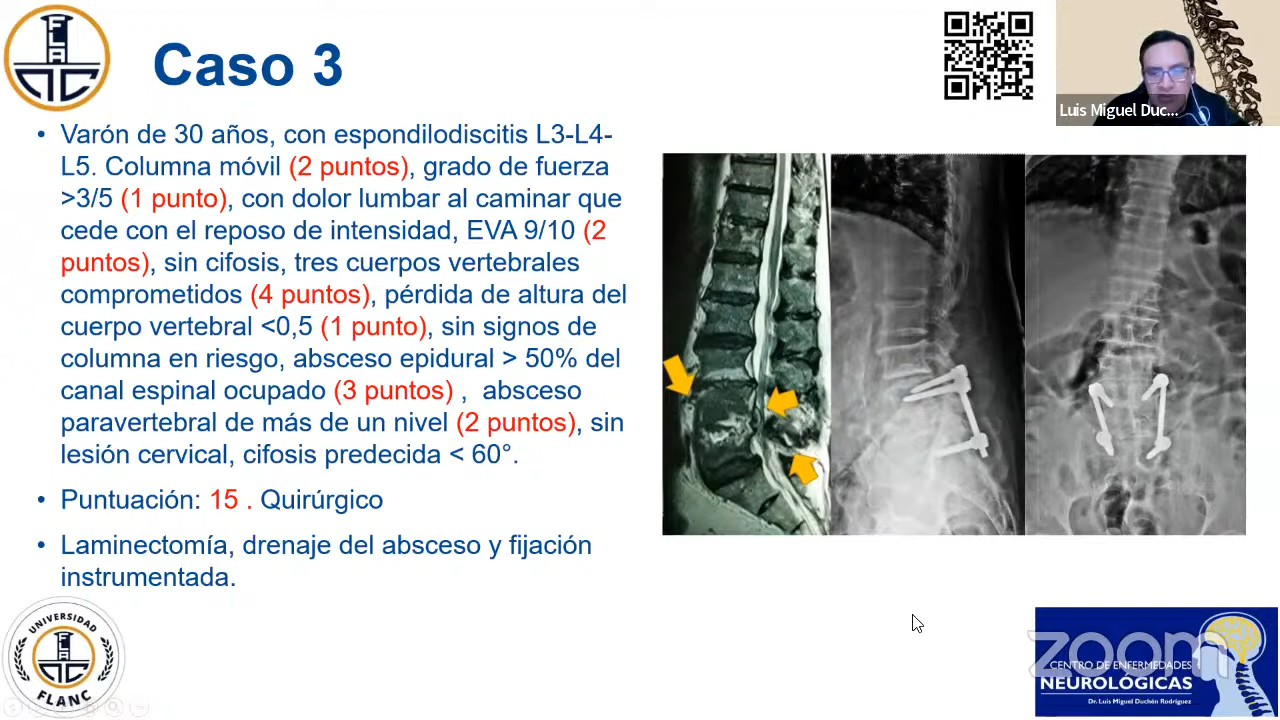 Caso 3
Luis Miguel Duc...
• Varón de 30 años, con espondilodiscitis L3-L4-
L5. Columna móvil (2 puntos), grado de fuerza
>3/5 (1 punto), con dolor lumbar al caminar que
cede con el reposo de intensidad, EVA 9/10 (2
puntos), sin cifosis, tres cuerpos vertebrales
comprometidos (4 puntos), pérdida de altura del
cuerpo vertebral <0,5 (1 punto), sin signos de
columna en riesgo, absceso epidural > 50% del
canal espinal ocupado (3 puntos) , absceso
paravertebral de más de un nivel (2 puntos), sin
lesión cervical, cifosis predecida < 60°.
• Puntuación: 15 . Quirúrgico
• Laminectomía, drenaje del absceso y fijación
instrumentada.
UNIVERSIDAD
FLANC
zoom
CENTRO DE ENFERMEDADES
NEUROLOGICAS
Dr. Luis Miguel Duchén Rodríguez